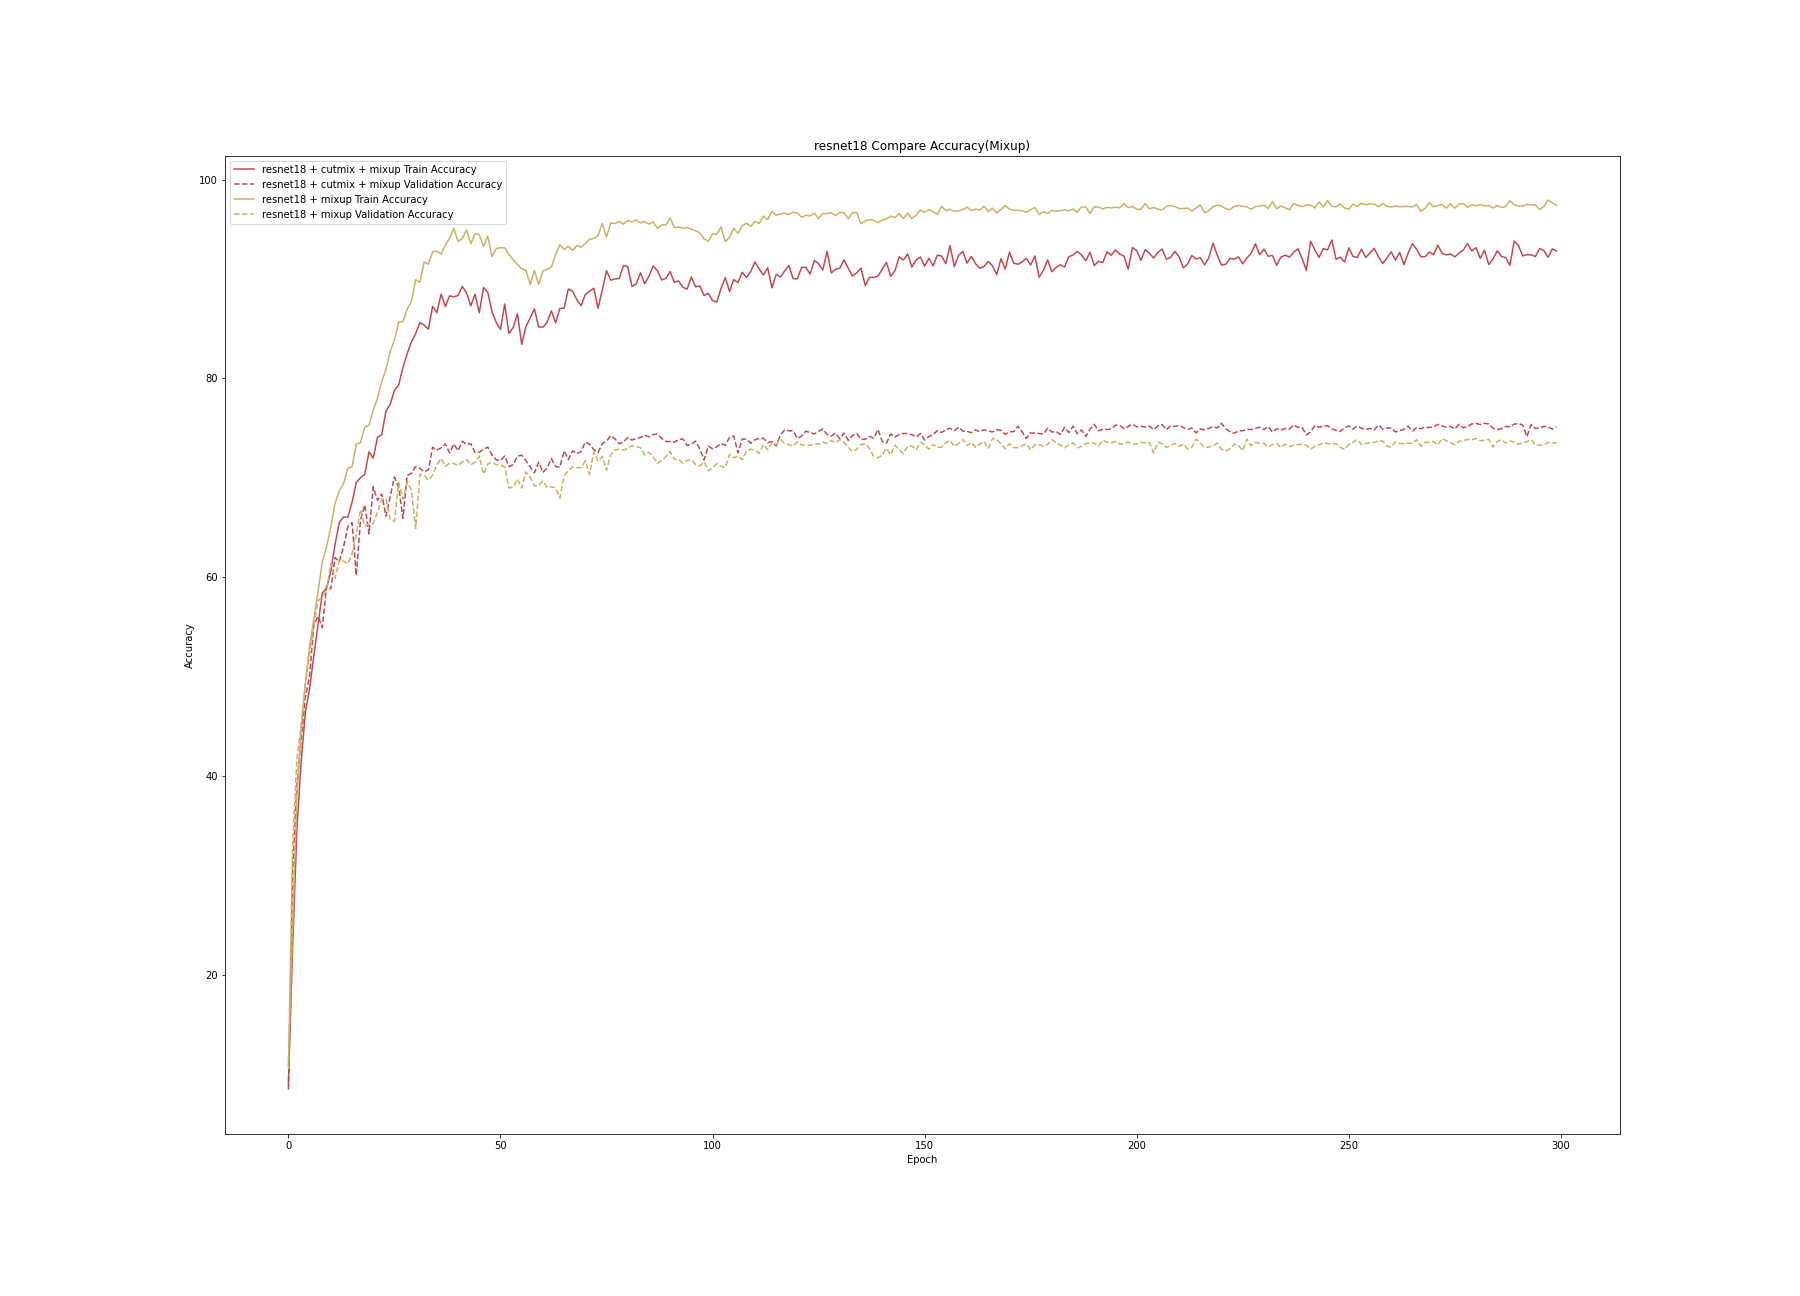 resnet18 Compare Accuracy(Mixup)
resnet18 + cutmix + mixup Train Accuracy
resnet18 + cutmix + mixup Validation Accuracy
resnet18 + mixup Train Accuracy
resnet18 + mixup Validation Accuracy
100
80
60
40
20
Accuracy
0 50 100 150 200 250 300
Epoch